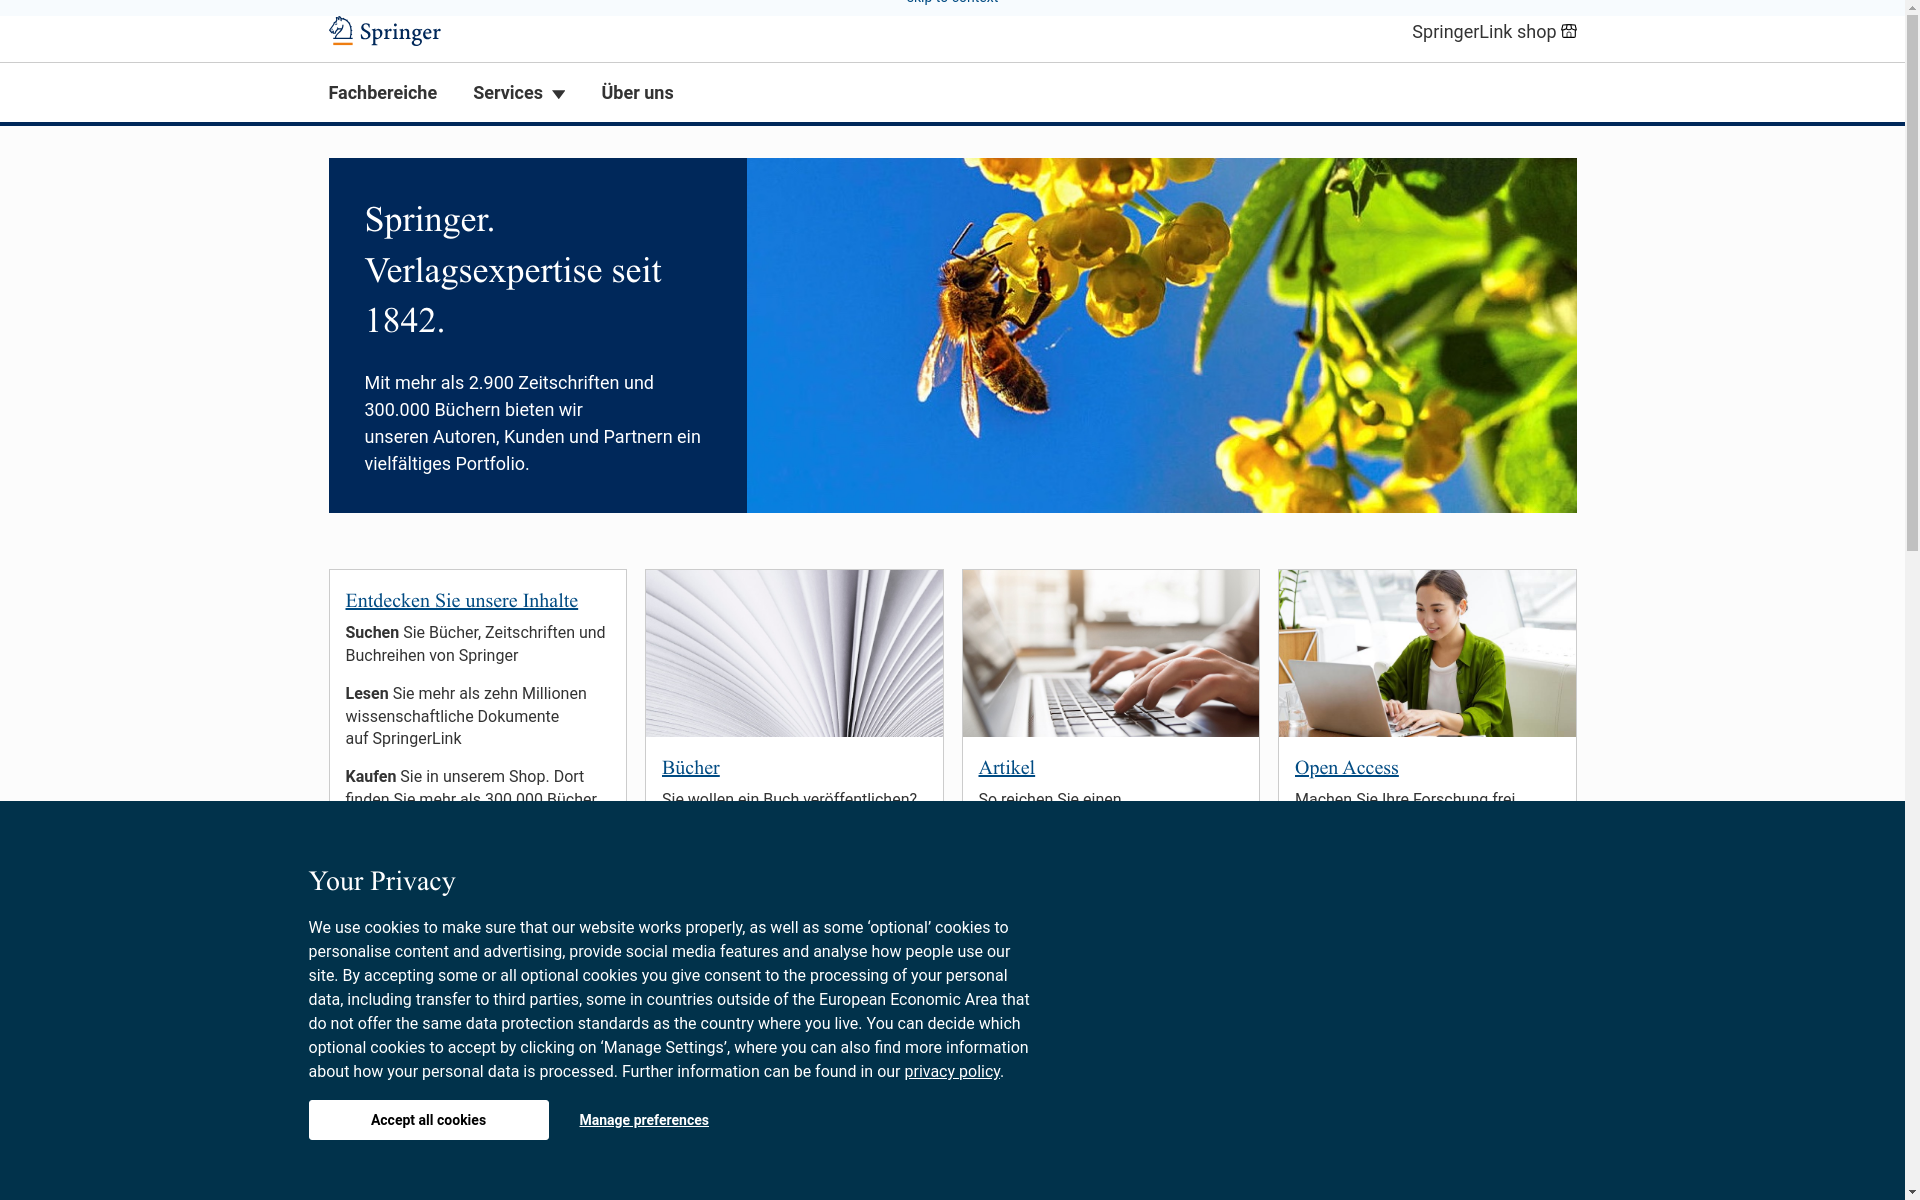 Springer
SpringerLink shop
Fachbereiche
Services
Über uns
Springer.
Verlagsexpertise seit
1842.
Mit mehr als 2.900 Zeitschriften und
300.000 Büchern bieten wir
unseren Autoren, Kunden und Partnern ein
vielfältiges Portfolio.
Entdecken Sie unsere Inhalte
Suchen Sie Bücher, Zeitschriften und
Buchreihen von Springer
Lesen Sie mehr als zehn Millionen
wissenschaftliche Dokumente
auf SpringerLink
Kaufen Sie in unserem Shop. Dort
finden Sie mehr als 300.000 Bücher
Bücher
Sie wollen ein Buch veröffentlichen?
Artikel
So reichen Sie einen
Open Access
Machen Sie Ihre Forschung frei
Your Privacy
We use cookies to make sure that our website works properly, as well as some ‘optional’ cookies to
personalise content and advertising, provide social media features and analyse how people use our
site. By accepting some or all optional cookies you give consent to the processing of your personal
data, including transfer to third parties, some in countries outside of the European Economic Area that
do not offer the same data protection standards as the country where you live. You can decide which
optional cookies to accept by clicking on ‘Manage Settings’, where you can also find more information
about how your personal data is processed. Further information can be found in our privacy policy.
Accept all cookies
Manage preferences